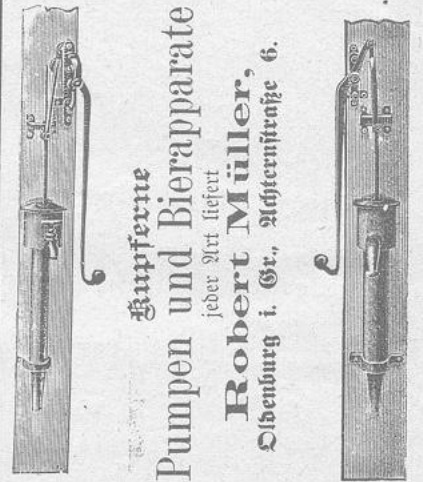 Kupferne
Pumpen und Bierapparate
jeder Art liefert
Robert Müller,
Oldenburg i. Gr., Achternstraße 6.